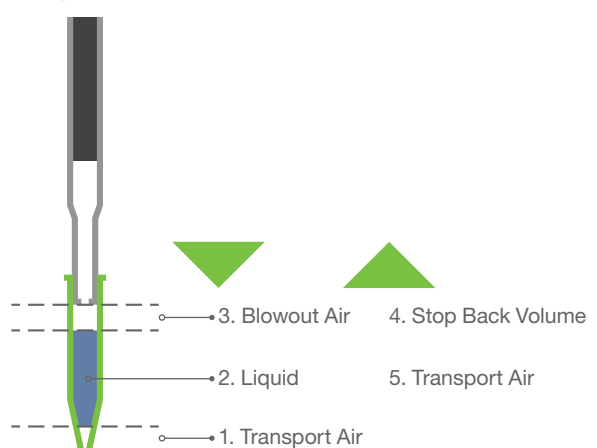 3. Blowout Air
4. Stop Back Volume
2. Liquid
5. Transport Air
1. Transport Air